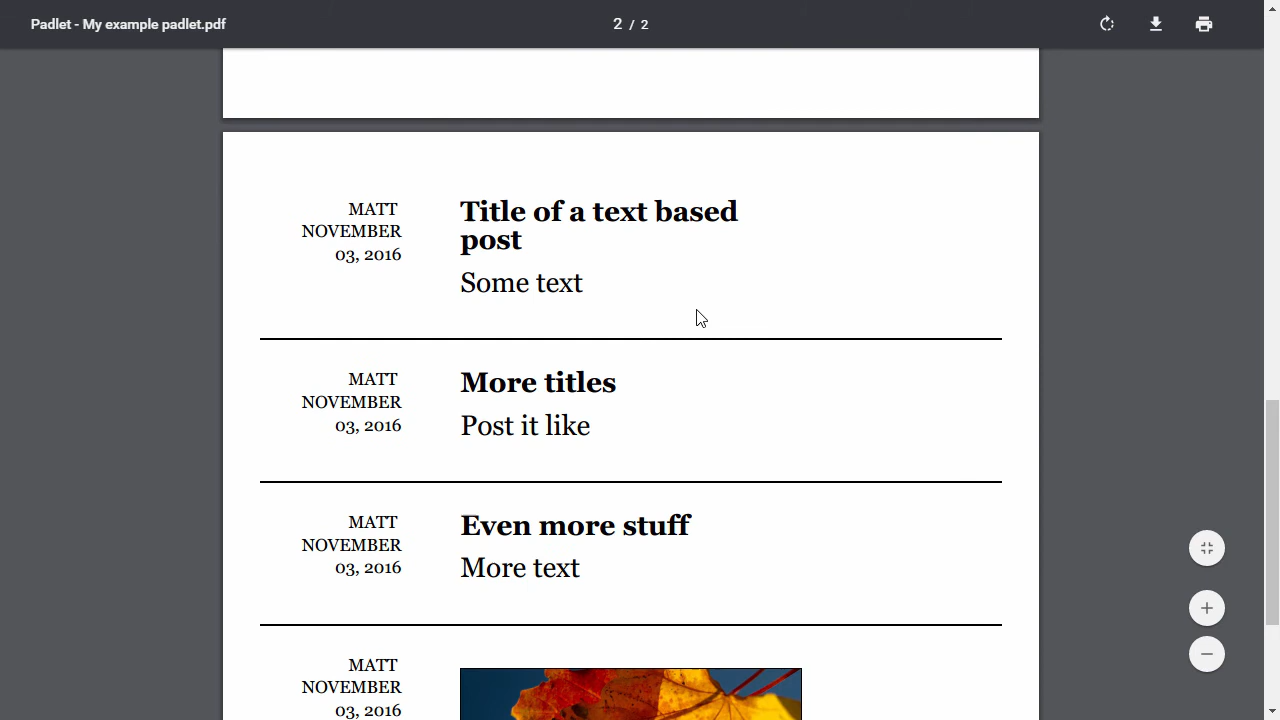 Padlet - My example padlet.pdf
2 / 2
MATT
NOVEMBER
03, 2016
Title of a text based
post
Some text
MATT
NOVEMBER
03, 2016
More titles
Post it like
MATT
NOVEMBER
03, 2016
Even more stuff
More text
MATT
NOVEMBER
03, 2016